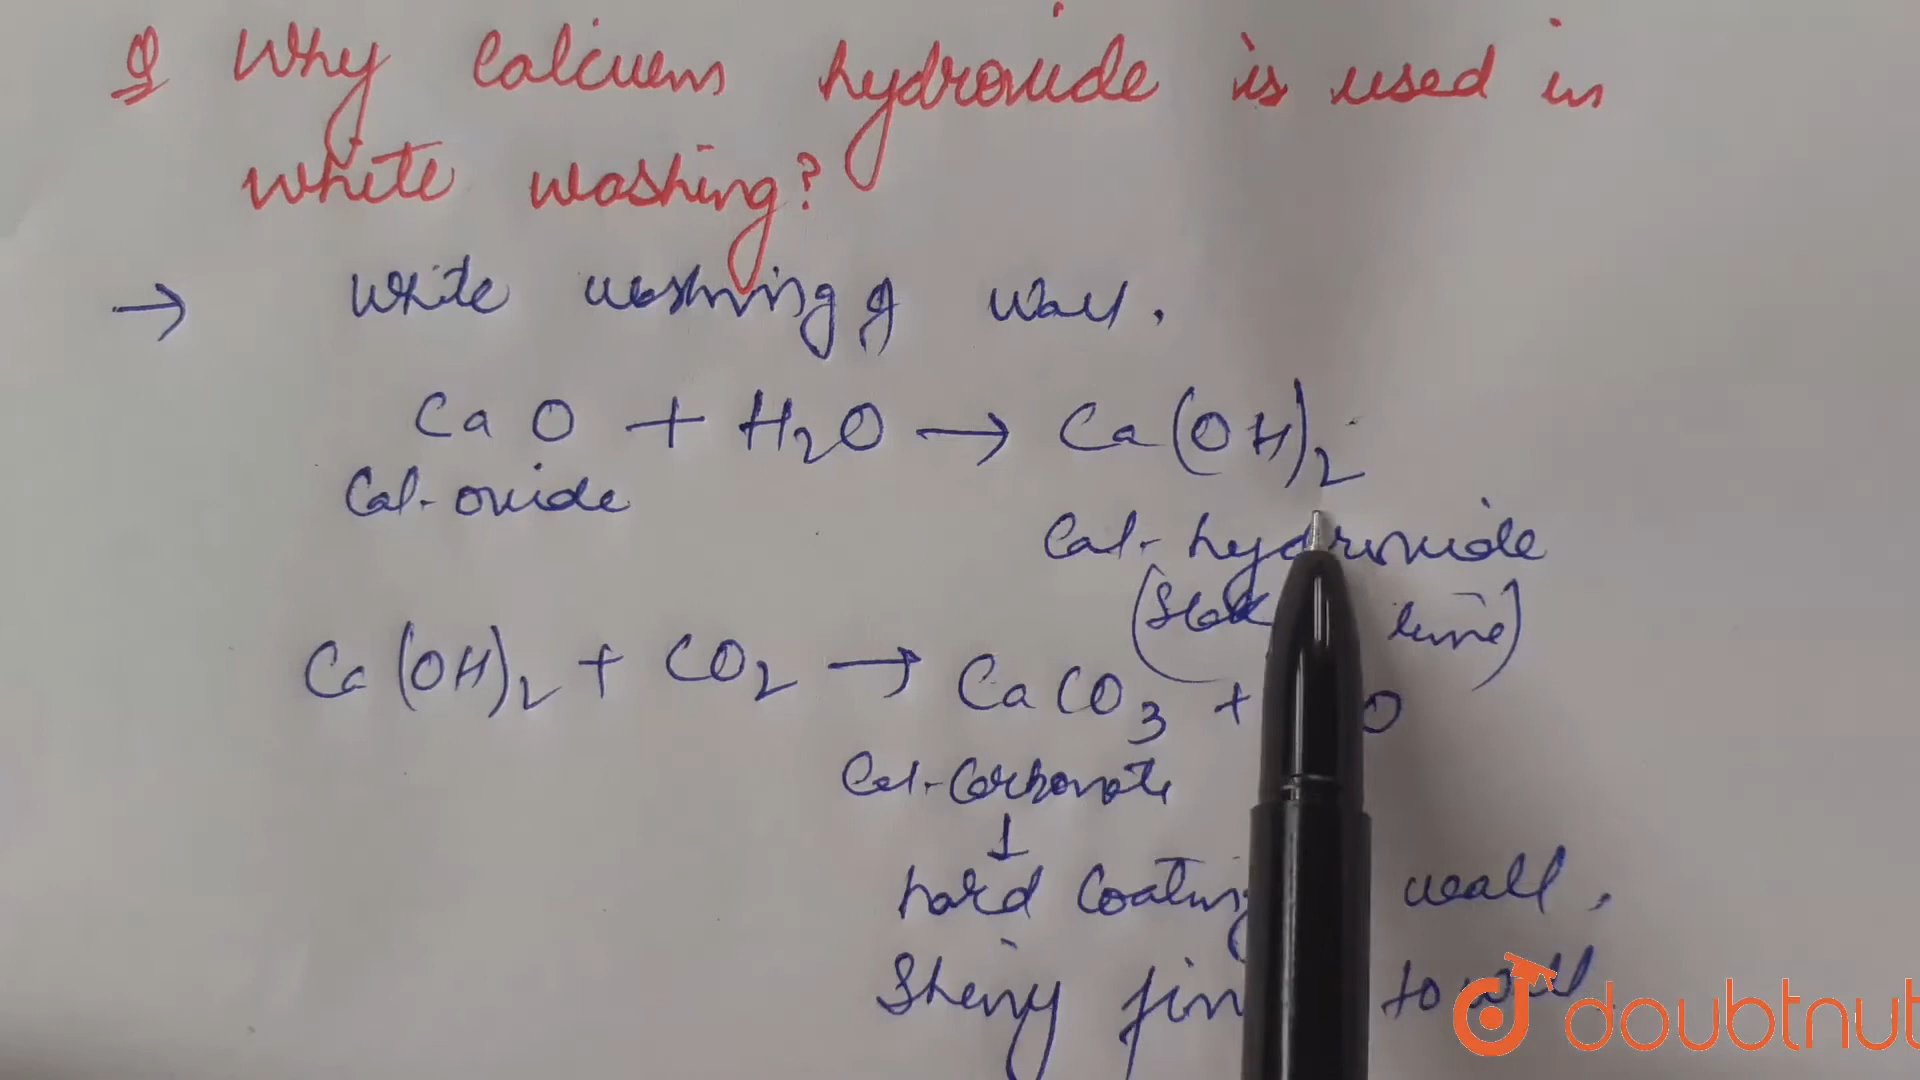 Q Why Calcium hydroxide is used in
white washing?
→ white washing of wall.
CaO + H2O → Ca(OH)2
Cal-oxide
Cal-hydroxide
lime)
Ca(OH)2 + CO2 → CaCO3 + O
Cal-Carbonate
↓
hard Coating wall.
Shiny to wall.
doubtnut